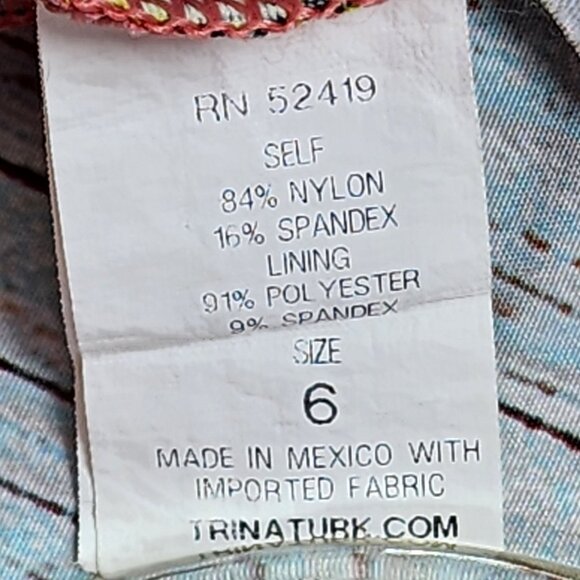 RN 52419
SELF
84% NYLON
16% SPANDEX
LINING
91% POLYESTER
9% SPANDEX
SIZE
6
MADE IN MEXICO WITH
IMPORTED FABRIC
TRINATURK.COM